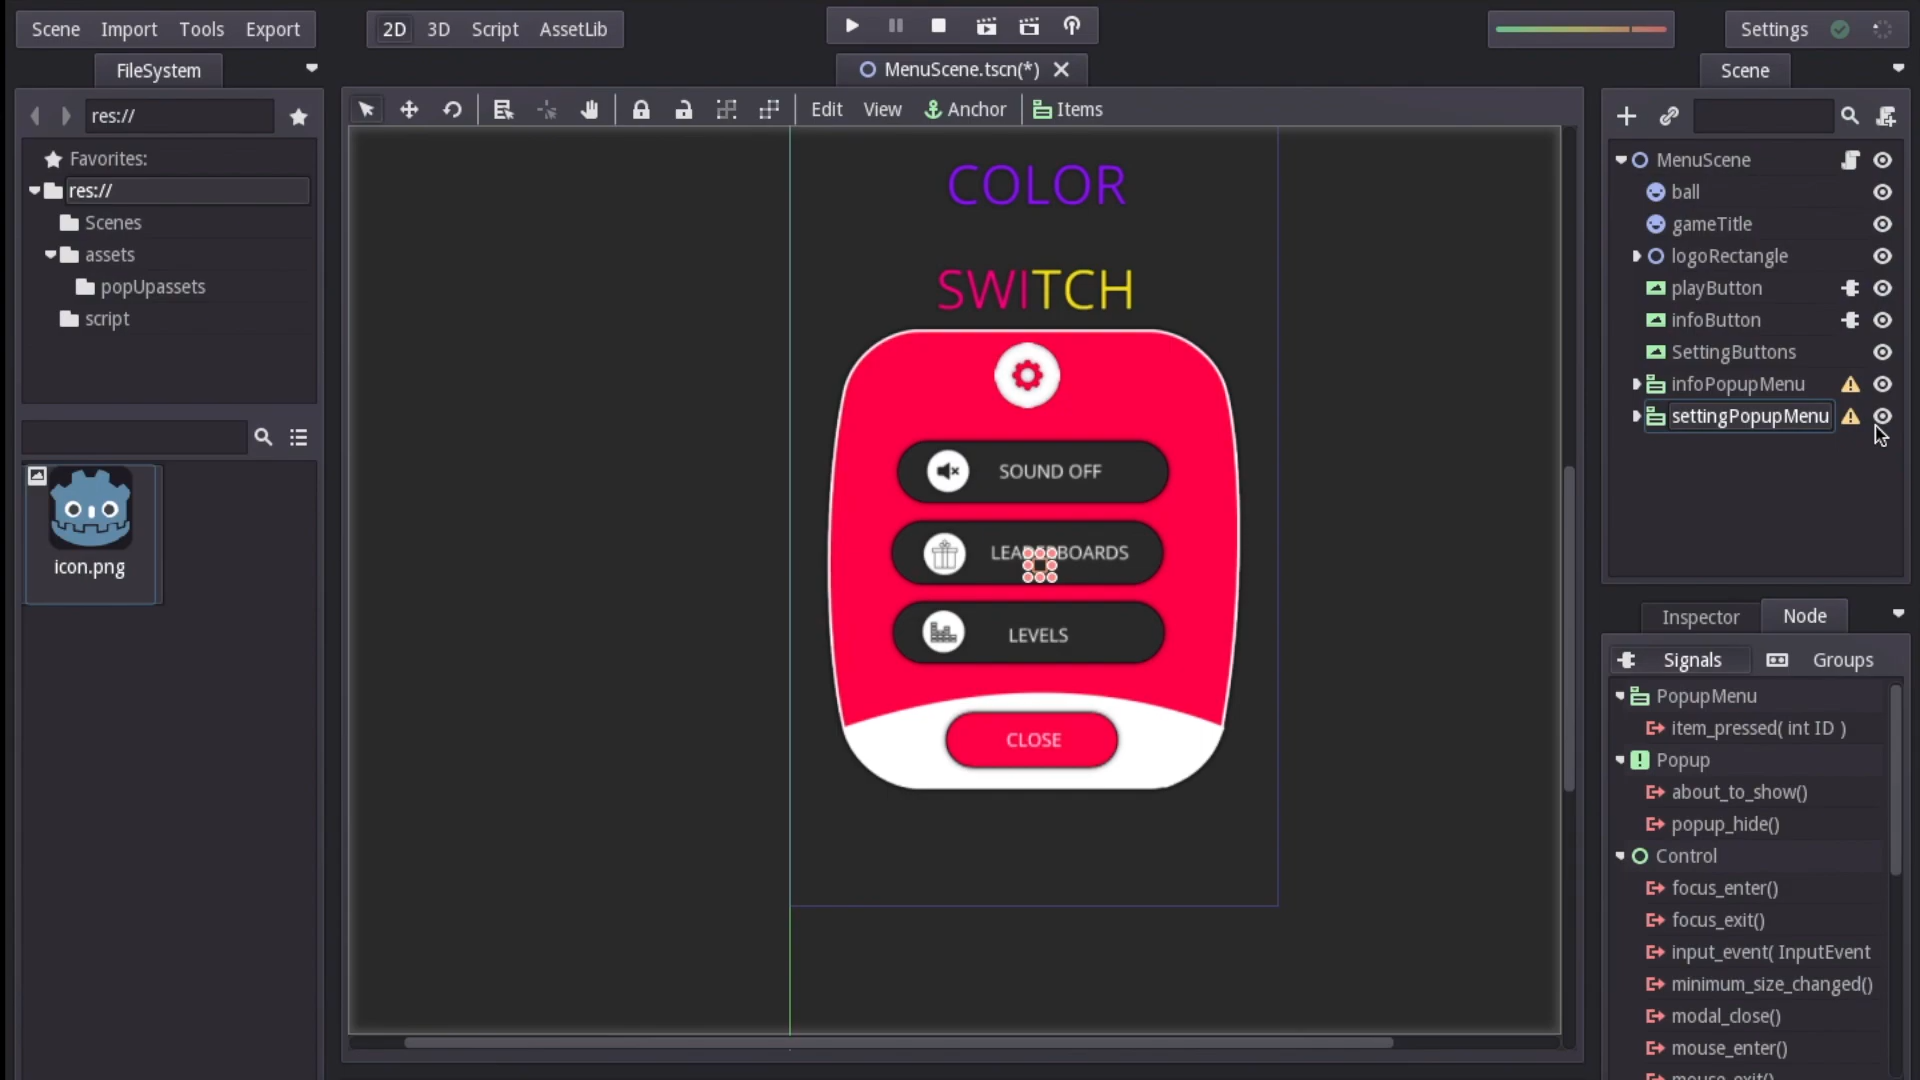 Scene Import Tools Export
2D 3D Script AssetLib
Settings
FileSystem
MenuScene.tscn(*)
Scene
res://
Edit View Anchor Items
Favorites:
res://
Scenes
assets
popUpassets
script
icon.png
COLOR
SWITCH
SOUND OFF
LEADERBOARDS
LEVELS
CLOSE
MenuScene
ball
gameTitle
logoRectangle
playButton
infoButton
SettingButtons
infoPopupMenu
settingPopupMenu
Inspector Node
Signals Groups
PopupMenu
item_pressed( int ID )
Popup
about_to_show()
popup_hide()
Control
focus_enter()
focus_exit()
input_event( InputEvent
minimum_size_changed()
modal_close()
mouse_enter()
mouse_exit()